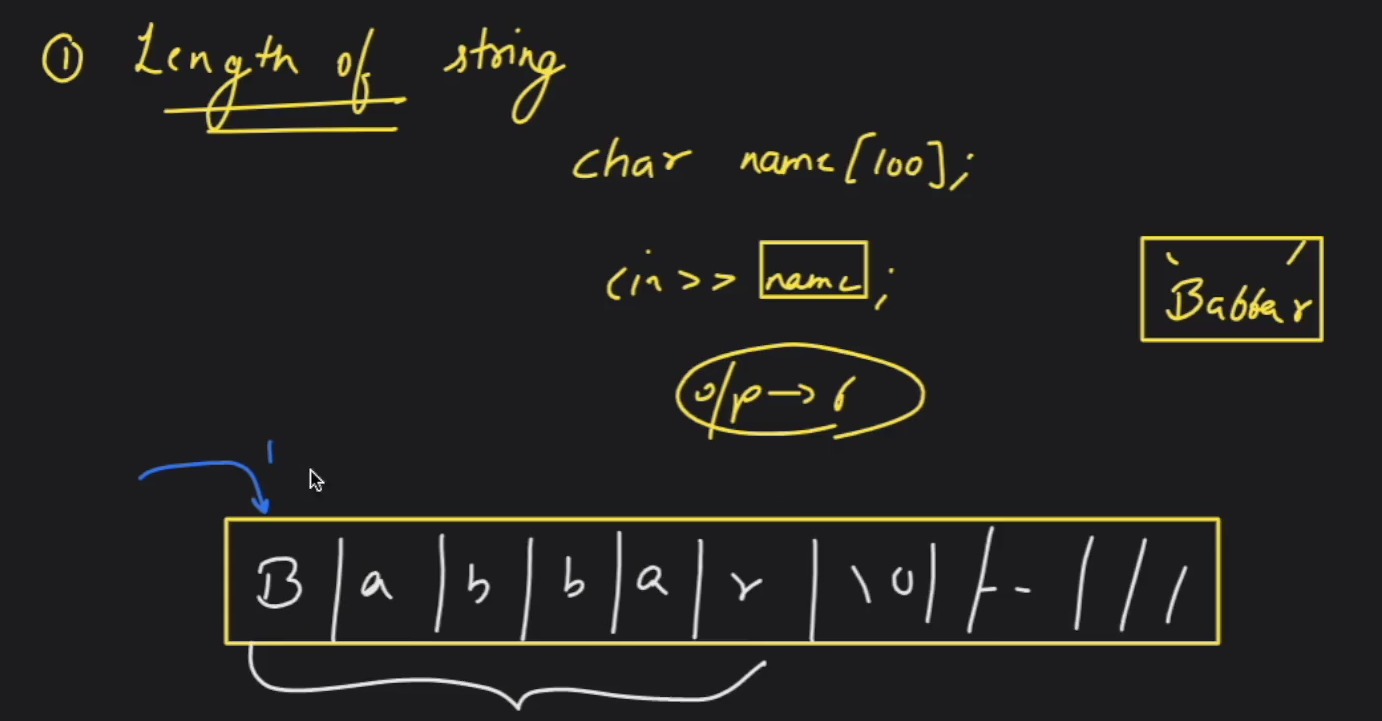 ① Length of string
char name[100];
cin>> name;
'Babbar'
o/p → 6
1
B | a | b | b | a | r | \0 | - - | / /